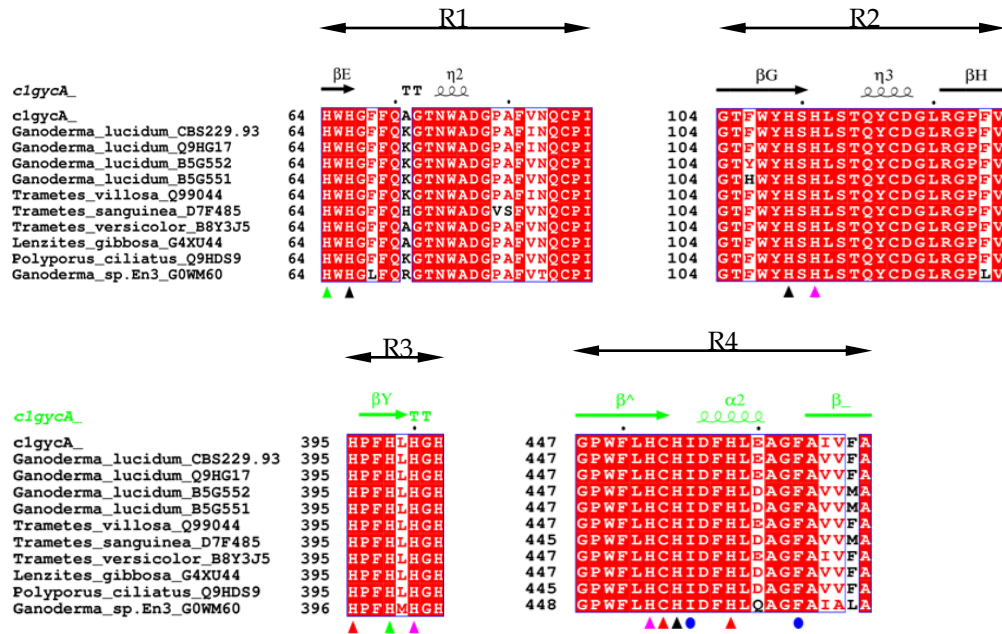 R1 R2
βE TT η2 βG η3 βH
c1gycA_
c1gycA_ 64 HWHGFFQAGTNWADGPAFVNQCPI 104 GTFWYHSHLSTQYCDGLRGPFV
Ganoderma_lucidum_CBS229.93 64 HWHGFFQKGTNWADGPAFINQCPI 104 GTFWYHSHLSTQYCDGLRGPFV
Ganoderma_lucidum_Q9HG17 64 HWHGFFQKGTNWADGPAFINQCPI 104 GTFWYHSHLSTQYCDGLRGPFV
Ganoderma_lucidum_B5G552 64 HWHGFFQKGTNWADGPAFINQCPI 104 GTYWYHSHLSTQYCDGLRGPFV
Ganoderma_lucidum_B5G551 64 HWHGFFQKGTNWADGPAFVNQCPI 104 GTHWYHSHLSTQYCDGLRGPFV
Trametes_villosa_Q99044 64 HWHGFFQKGTNWADGPAFINQCPI 104 GTFWYHSHLSTQYCDGLRGPFV
Trametes_sanguinea_D7F485 64 HWHGFFQHGTNWADGVSFVNQCPI 104 GTFWYHSHLSTQYCDGLRGPFV
Trametes_versicolor_B8Y3J5 64 HWHGFFQAGTNWADGPAFVNQCPI 104 GTFWYHSHLSTQYCDGLRGPFV
Lenzites_gibbosa_G4XU44 64 HWHGFFQAGTNWADGPAFVNQCPI 104 GTFWYHSHLSTQYCDGLRGPFV
Polyporus_ciliatus_Q9HDS9 64 HWHGFFQKGTNWADGPAFINQCPI 104 GTFWYHSHLSTQYCDGLRGPFV
Ganoderma_sp.En3_G0WM60 64 HWHGLFQRGTNWADGPAFVTQCPI 104 GTFWYHSHLSTQYCDGLRGPLV
R3 R4
βY TT β^ α2 β_
c1gycA_
c1gycA_ 395 HPFHLHGH 447 GPWFLHCHIDFHLEAGFAIVFA
Ganoderma_lucidum_CBS229.93 395 HPFHLHGH 447 GPWFLHCHIDFHLEAGFAVVFA
Ganoderma_lucidum_Q9HG17 395 HPFHLHGH 447 GPWFLHCHIDFHLEAGFAVVFA
Ganoderma_lucidum_B5G552 395 HPFHLHGH 447 GPWFLHCHIDFHLDAGFAVVMA
Ganoderma_lucidum_B5G551 395 HPFHLHGH 447 GPWFLHCHIDFHLDAGFAVVMA
Trametes_villosa_Q99044 395 HPFHLHGH 447 GPWFLHCHIDFHLEAGFAVVFA
Trametes_sanguinea_D7F485 395 HPFHLHGH 445 GPWFLHCHIDFHLDAGFAVVMA
Trametes_versicolor_B8Y3J5 395 HPFHLHGH 447 GPWFLHCHIDFHLEAGFAVVFA
Lenzites_gibbosa_G4XU44 395 HPFHLHGH 447 GPWFLHCHIDFHLDAGFAVVFA
Polyporus_ciliatus_Q9HDS9 395 HPFHLHGH 445 GPWFLHCHIDFHLDAGFAVVFA
Ganoderma_sp.En3_G0WM60 396 HPFHMHGH 448 GPWFLHCHIDFHLQAGFAIALA